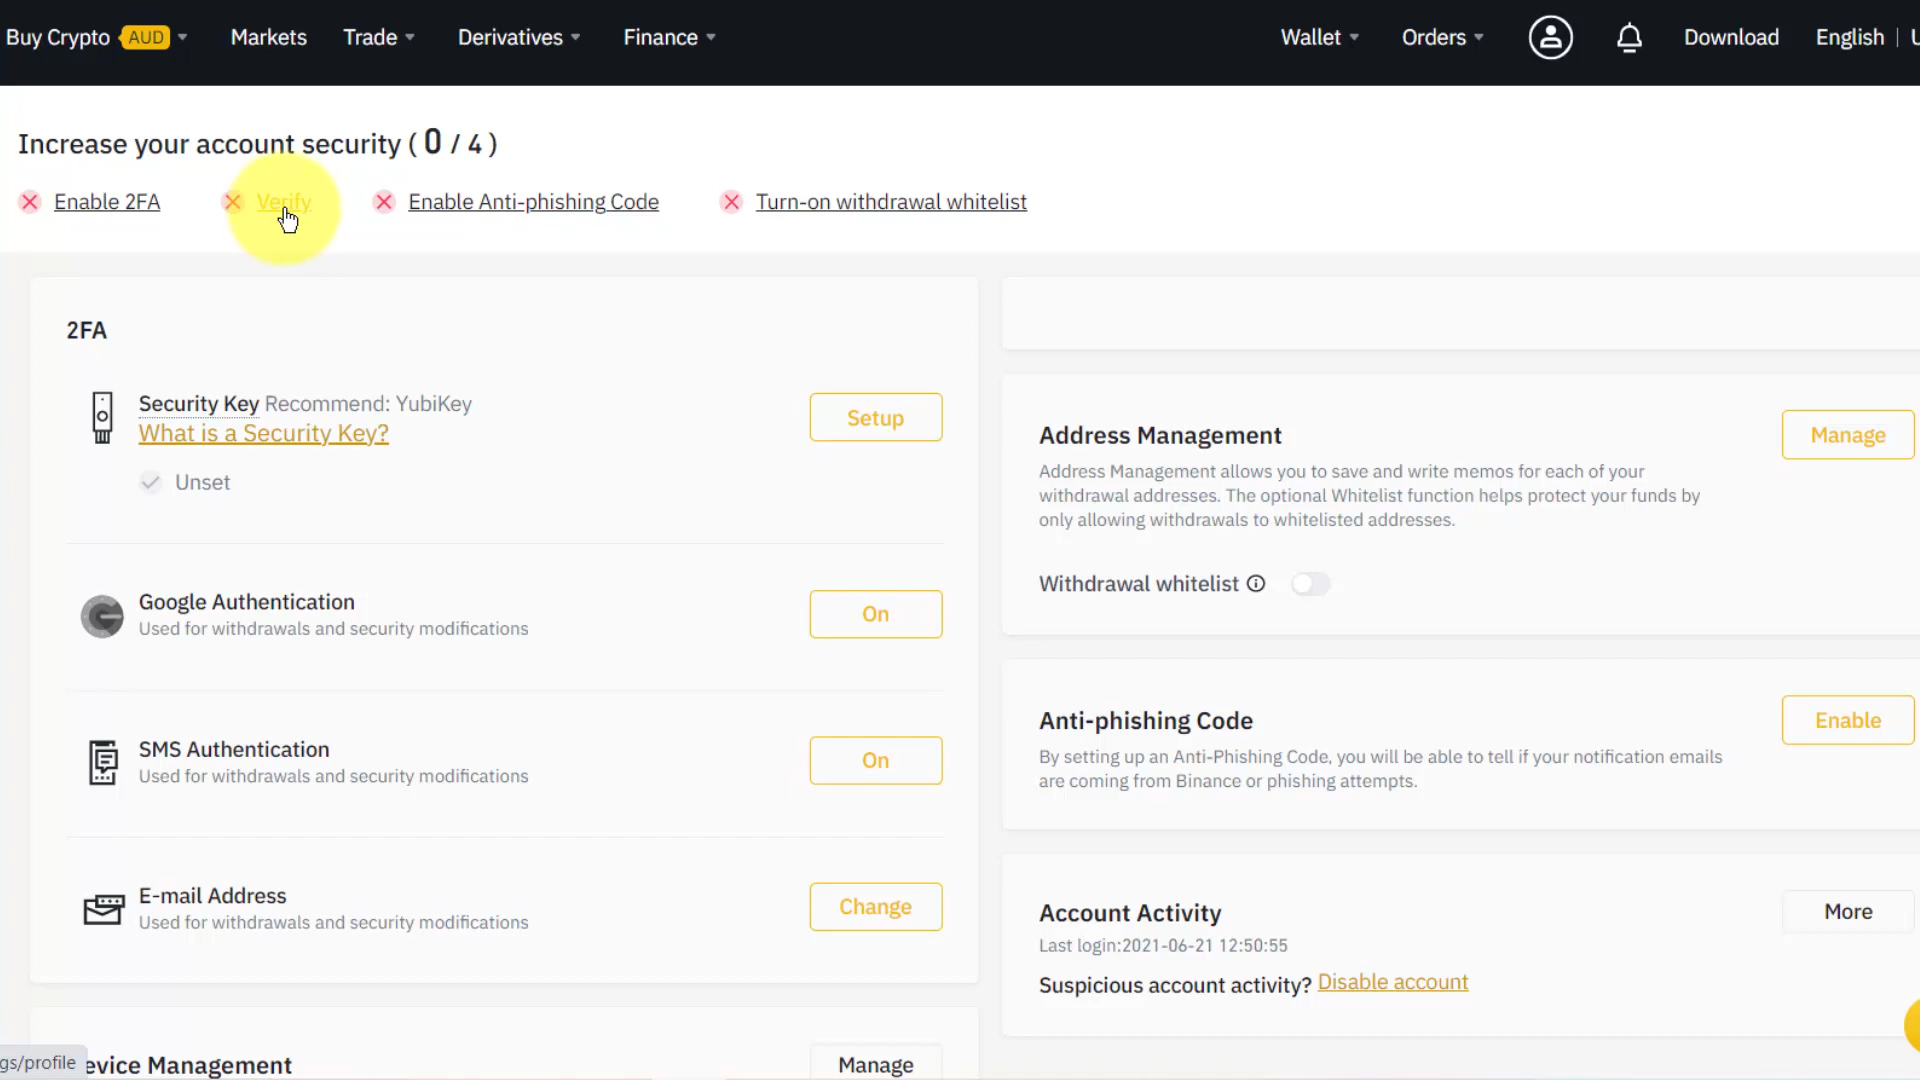 Buy Crypto AUD Markets Trade Derivatives Finance Wallet Orders Download English
Increase your account security ( 0 / 4 )
Enable 2FA Verify Enable Anti-phishing Code Turn-on withdrawal whitelist
2FA
Security Key Recommend: YubiKey
What is a Security Key?
Setup
Unset
Google Authentication
Used for withdrawals and security modifications
On
SMS Authentication
Used for withdrawals and security modifications
On
E-mail Address
Used for withdrawals and security modifications
Change
Address Management
Manage
Address Management allows you to save and write memos for each of your
withdrawal addresses. The optional Whitelist function helps protect your funds by
only allowing withdrawals to whitelisted addresses.
Withdrawal whitelist
Anti-phishing Code
Enable
By setting up an Anti-Phishing Code, you will be able to tell if your notification emails
are coming from Binance or phishing attempts.
Account Activity
More
Last login:2021-06-21 12:50:55
Suspicious account activity? Disable account
evice Management
Manage
gs/profile